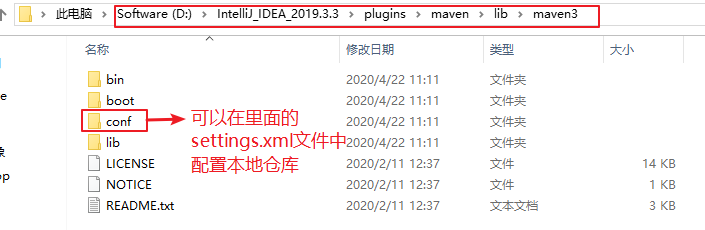 此电脑 > Software (D:) > IntelliJ_IDEA_2019.3.3 > plugins > maven > lib > maven3
名称 修改日期 类型 大小
bin 2020/4/22 11:11 文件夹
boot 2020/4/22 11:11 文件夹
conf 2020/4/22 11:11 文件夹
lib 2020/4/22 11:11 文件夹
LICENSE 2020/2/11 12:37 文件 14 KB
NOTICE 2020/2/11 12:37 文件 1 KB
README.txt 2020/2/11 12:37 文本文档 3 KB
可以在里面的
settings.xml文件中
配置本地仓库